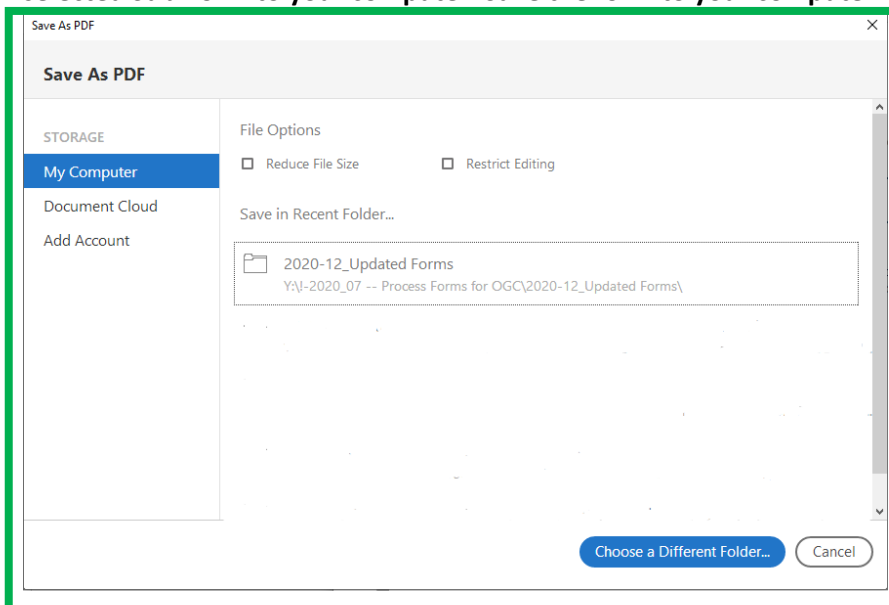 Save As PDF
Save As PDF
STORAGE
My Computer
Document Cloud
Add Account
File Options
Reduce File Size
Restrict Editing
Save in Recent Folder...
2020-12_Updated Forms
Y:\!-2020_07 -- Process Forms for OGC\2020-12_Updated Forms\
Choose a Different Folder...
Cancel